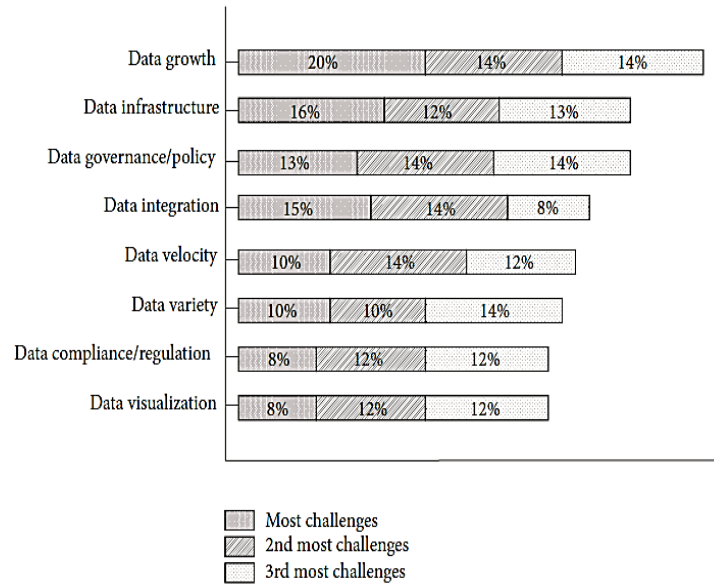 Data growth 20% 14% 14%
Data infrastructure 16% 12% 13%
Data governance/policy 13% 14% 14%
Data integration 15% 14% 8%
Data velocity 10% 14% 12%
Data variety 10% 10% 14%
Data compliance/regulation 8% 12% 12%
Data visualization 8% 12% 12%
Most challenges
2nd most challenges
3rd most challenges